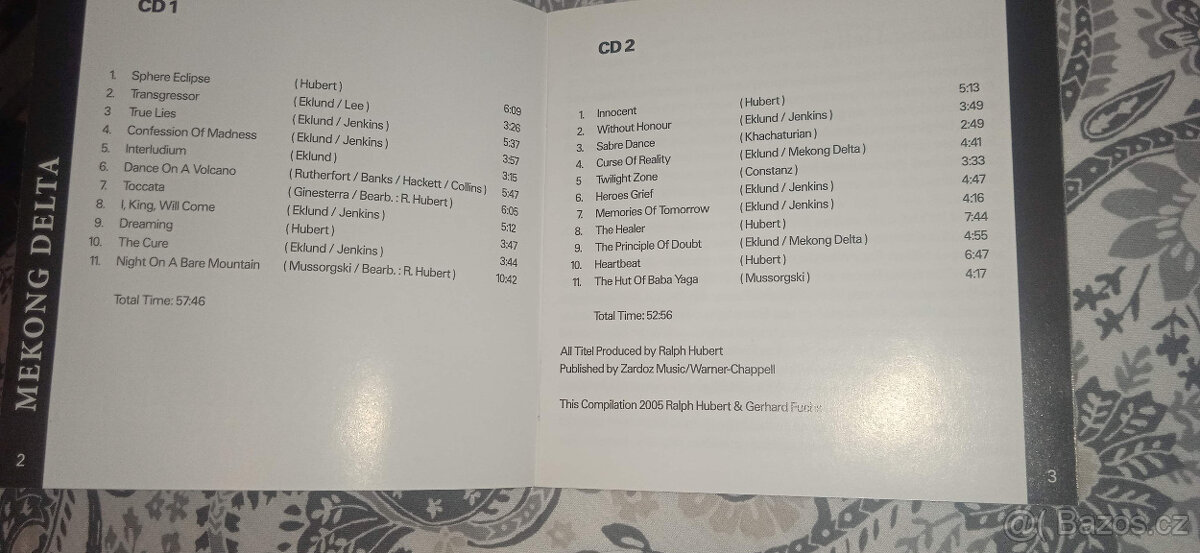 MEKONG DELTA
2
CD 1
1. Sphere Eclipse (Hubert) 6:09
2. Transgressor (Eklund / Lee) 3:26
3 True Lies (Eklund / Jenkins) 5:37
4. Confession Of Madness (Eklund / Jenkins) 3:57
5. Interludium (Eklund) 3:15
6. Dance On A Volcano (Rutherfort / Banks / Hackett / Collins) 5:47
7. Toccata (Ginesterra / Bearb. : R. Hubert) 6:05
8. I, King, Will Come (Eklund / Jenkins) 5:12
9. Dreaming (Hubert) 3:47
10. The Cure (Eklund / Jenkins) 3:44
11. Night On A Bare Mountain (Mussorgski / Bearb. : R. Hubert) 10:42
Total Time: 57:46
CD 2
1. Innocent (Hubert) 5:13
2. Without Honour (Eklund / Jenkins) 3:49
3. Sabre Dance (Khachaturian) 2:49
4. Curse Of Reality (Eklund / Mekong Delta) 4:41
5 Twilight Zone (Constanz) 3:33
6. Heroes Grief (Eklund / Jenkins) 4:47
7. Memories Of Tomorrow (Eklund / Jenkins) 4:16
8. The Healer (Hubert) 7:44
9. The Principle Of Doubt (Eklund / Mekong Delta) 4:55
10. Heartbeat (Hubert) 6:47
11. The Hut Of Baba Yaga (Mussorgski) 4:17
Total Time: 52:56
All Titel Produced by Ralph Hubert
Published by Zardoz Music/Warner-Chappell
This Compilation 2005 Ralph Hubert & Gerhard Fuchs
3
Bazos.cz